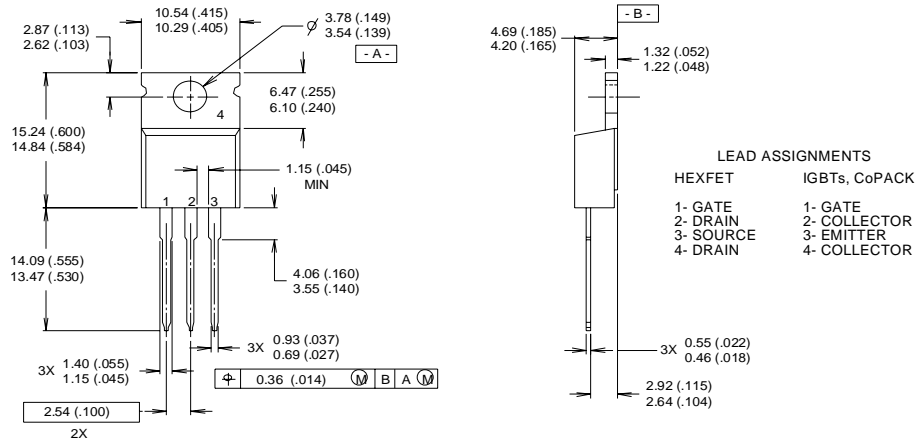 10.54 (.415)
10.29 (.405)
2.87 (.113)
2.62 (.103)
3.78 (.149)
3.54 (.139)
- A -
6.47 (.255)
6.10 (.240)
4
15.24 (.600)
14.84 (.584)
1.15 (.045)
MIN
1 2 3
14.09 (.555)
13.47 (.530)
4.06 (.160)
3.55 (.140)
3X 0.93 (.037)
0.69 (.027)
3X 1.40 (.055)
1.15 (.045)
0.36 (.014) M B A M
2.54 (.100)
2X
- B -
4.69 (.185)
4.20 (.165)
1.32 (.052)
1.22 (.048)
3X 0.55 (.022)
0.46 (.018)
2.92 (.115)
2.64 (.104)
LEAD ASSIGNMENTS
HEXFET
1- GATE
2- DRAIN
3- SOURCE
4- DRAIN
IGBTs, CoPACK
1- GATE
2- COLLECTOR
3- EMITTER
4- COLLECTOR